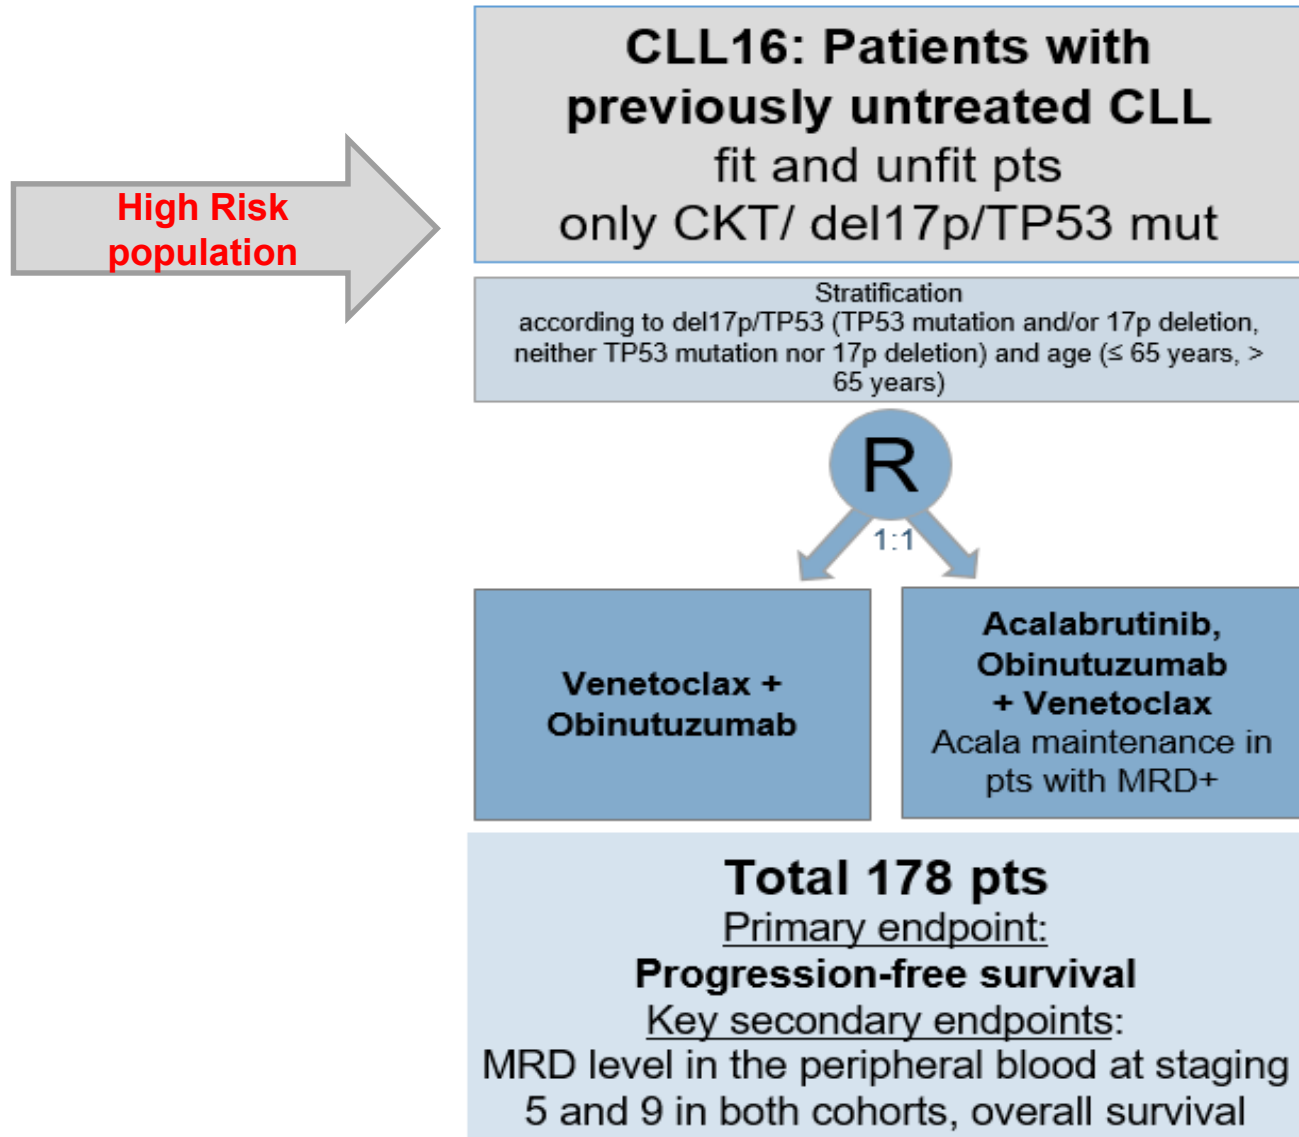 High Risk
population
CLL16: Patients with
previously untreated CLL
fit and unfit pts
only CKT/ del17p/TP53 mut
Stratification
according to del17p/TP53 (TP53 mutation and/or 17p deletion,
neither TP53 mutation nor 17p deletion) and age (≤ 65 years, >
65 years)
R
1:1
Venetoclax +
Obinutuzumab
Acalabrutinib,
Obinutuzumab
+ Venetoclax
Acala maintenance in
pts with MRD+
Total 178 pts
Primary endpoint:
Progression-free survival
Key secondary endpoints:
MRD level in the peripheral blood at staging
5 and 9 in both cohorts, overall survival